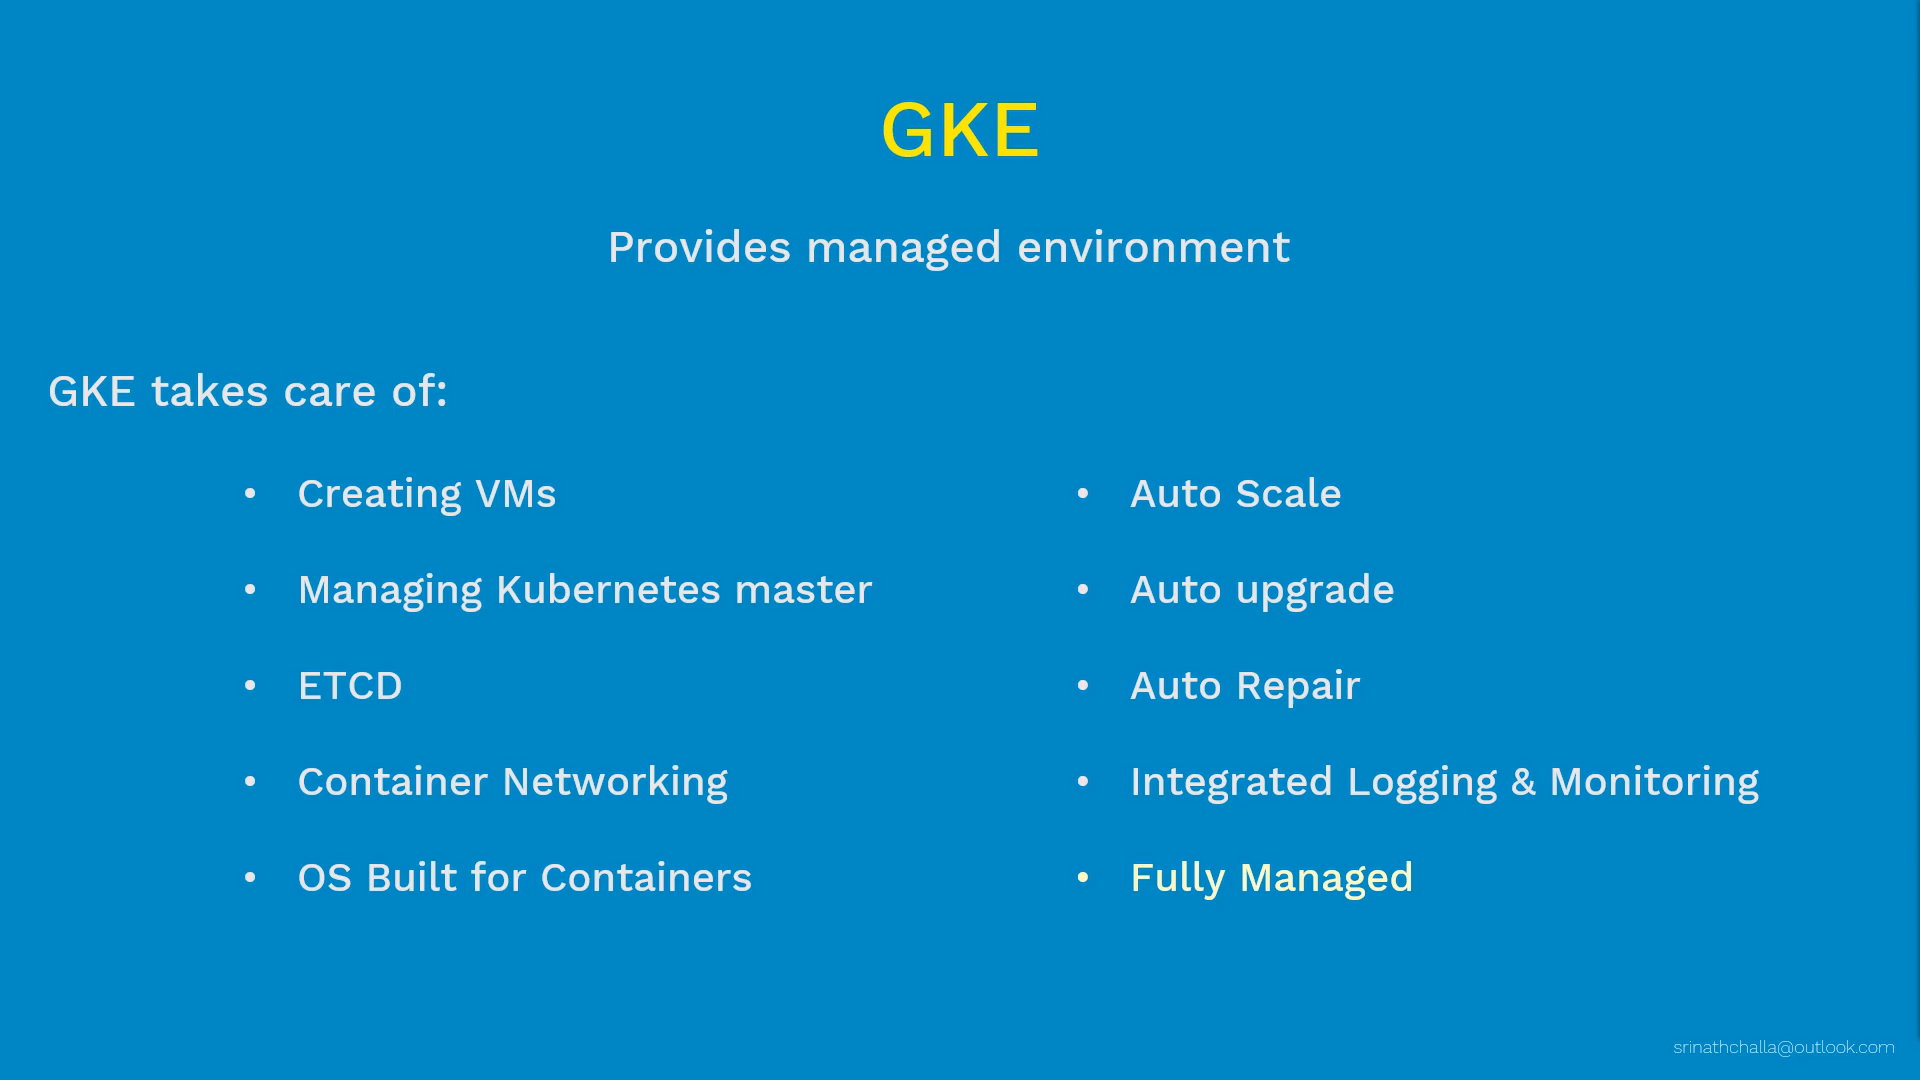 GKE
Provides managed environment
GKE takes care of:
• Creating VMs
• Managing Kubernetes master
• ETCD
• Container Networking
• OS Built for Containers
• Auto Scale
• Auto upgrade
• Auto Repair
• Integrated Logging & Monitoring
• Fully Managed
srinathchalla@outlook.com